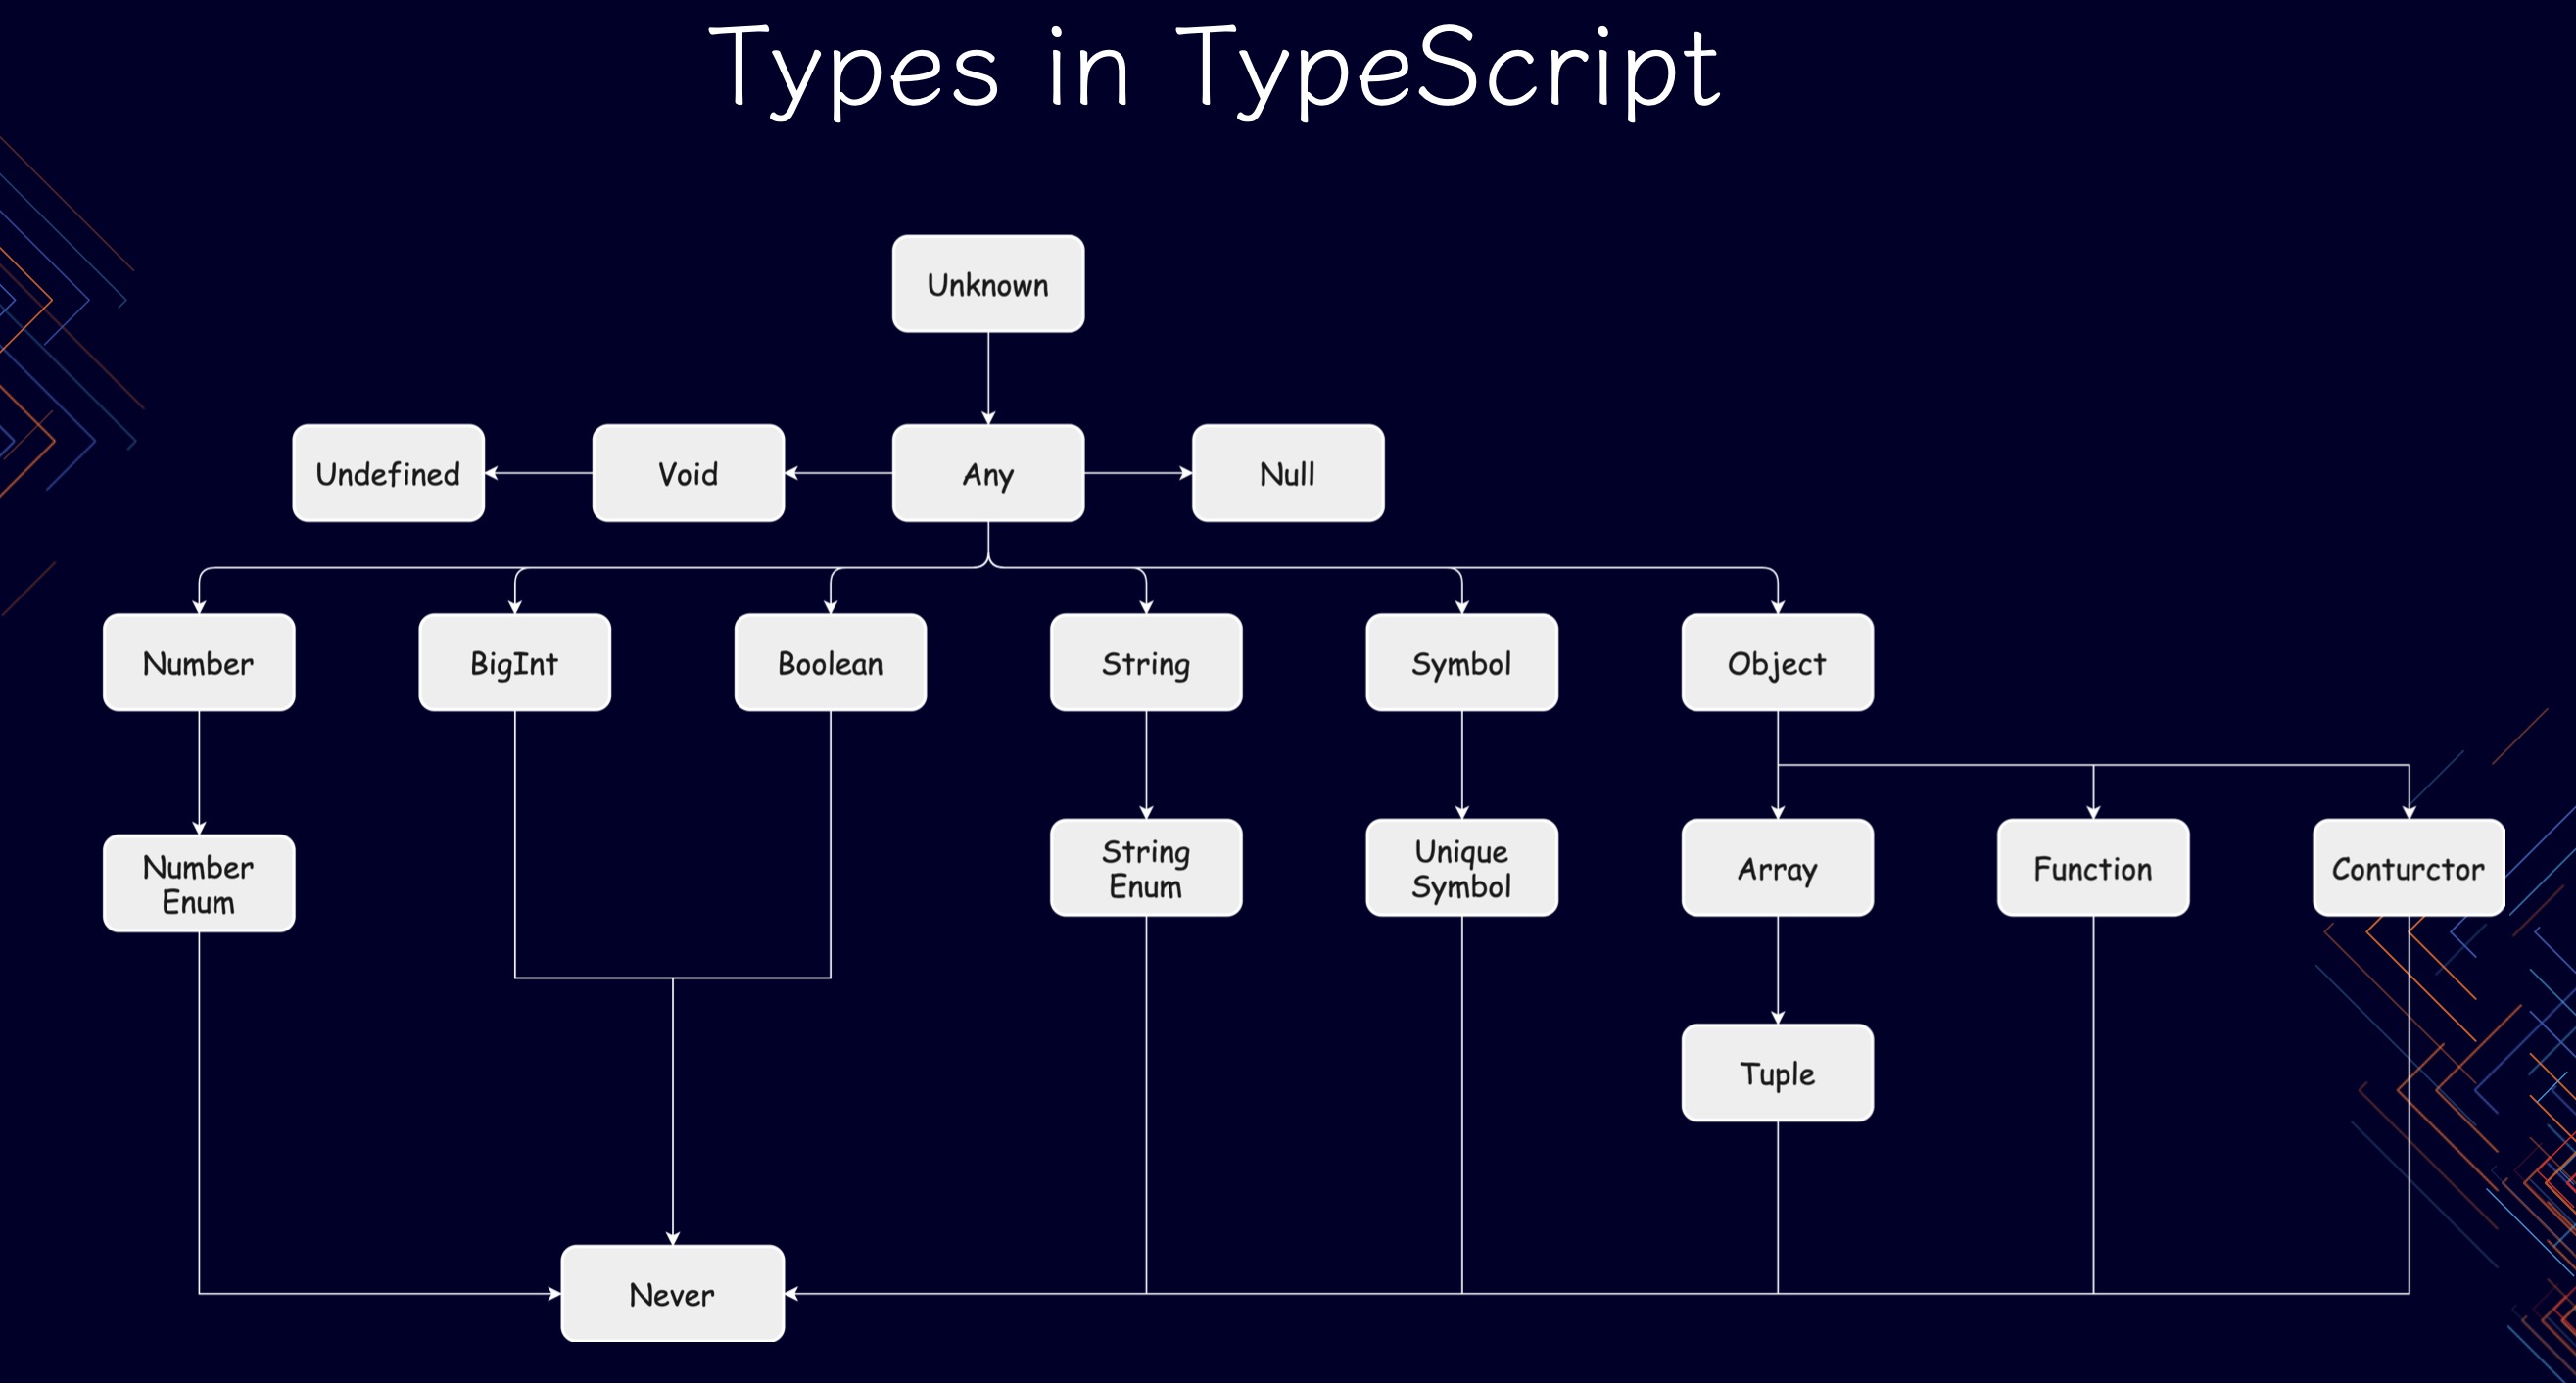 Types in TypeScript
Unknown
Undefined
Void
Any
Null
Number
BigInt
Boolean
String
Symbol
Object
Number
Enum
String
Enum
Unique
Symbol
Array
Function
Conturctor
Tuple
Never